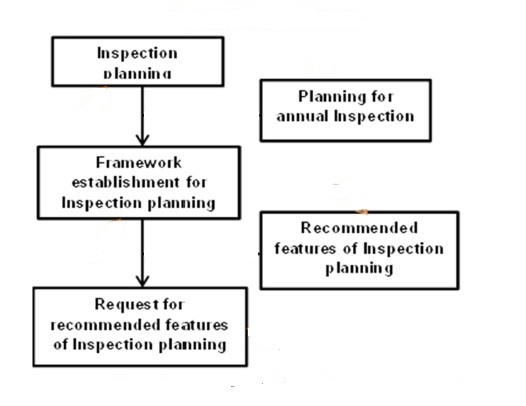 Inspection
planning
Planning for
annual Inspection
Framework
establishment for
Inspection planning
Recommended
features of Inspection
planning
Request for
recommended features
of Inspection planning